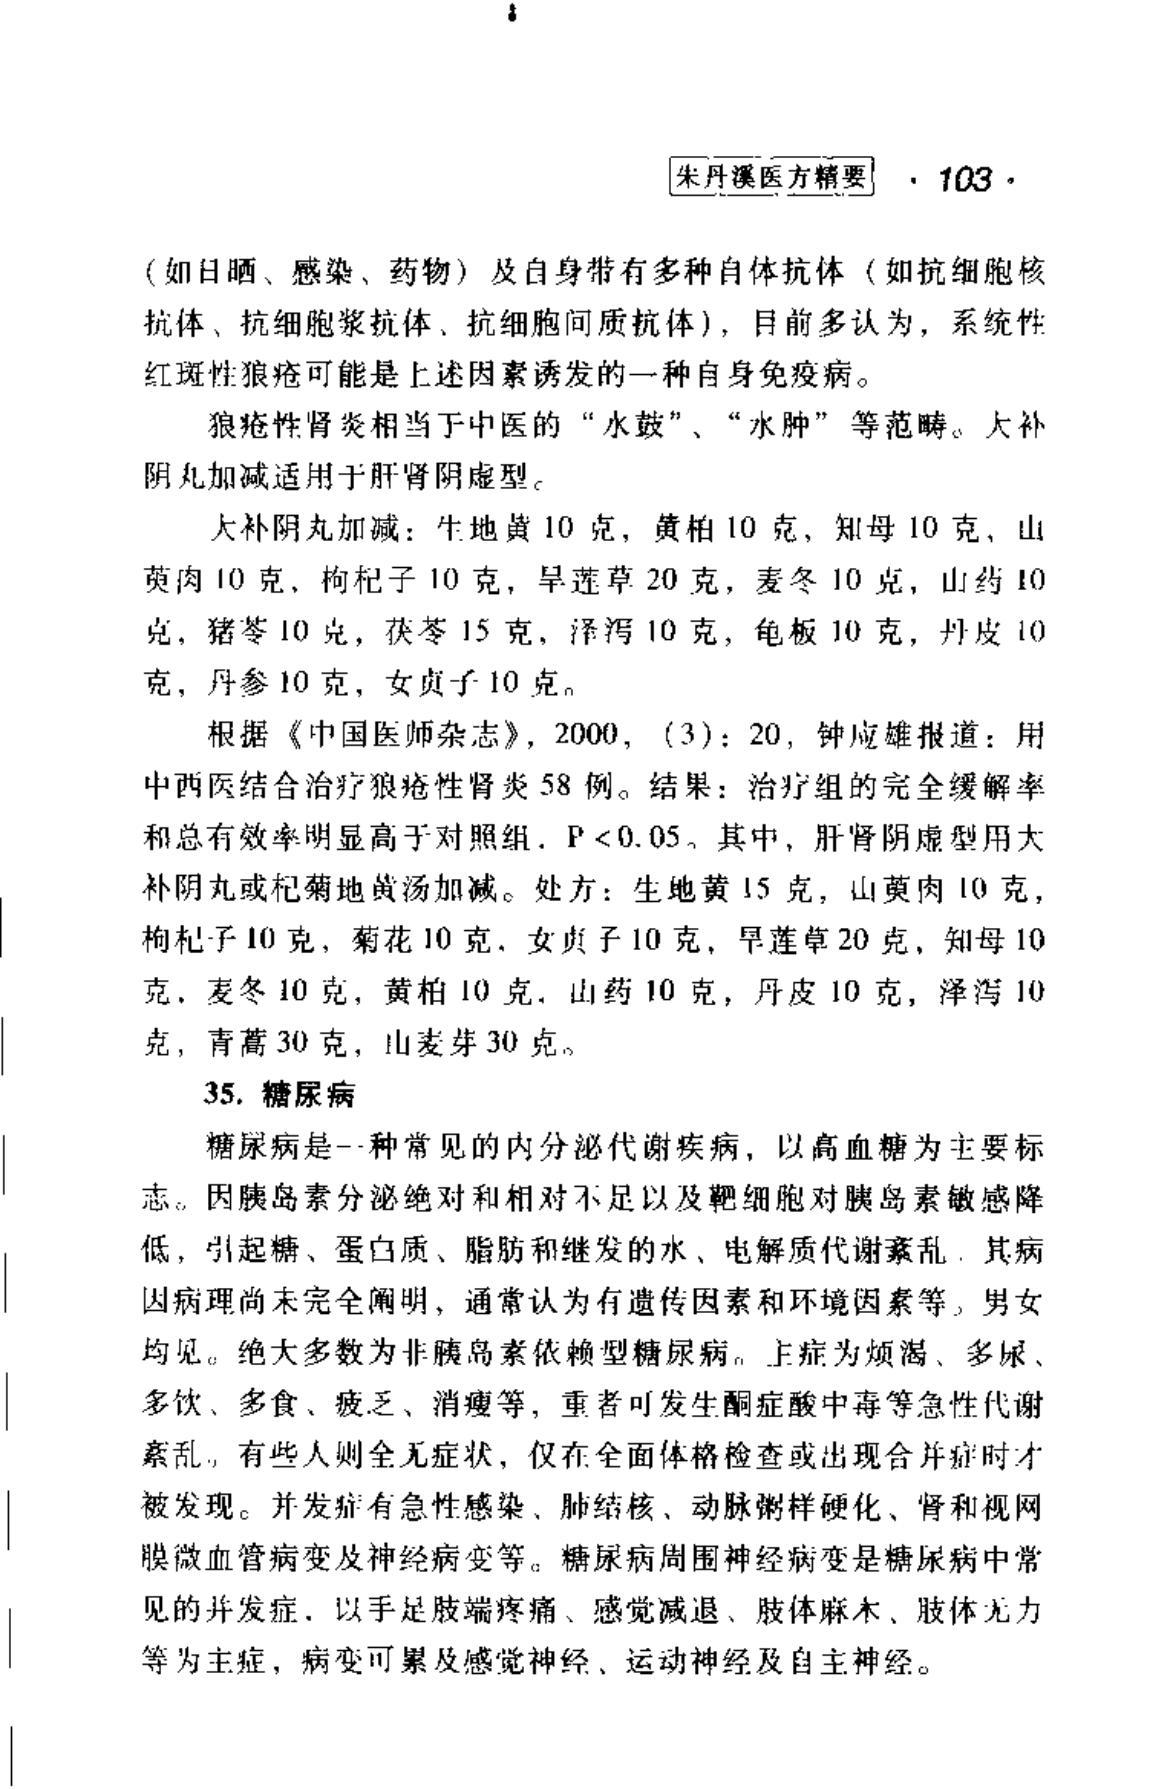 朱丹溪医方精要 · 103 ·
(如日晒、感染、药物) 及自身带有多种自体抗体 (如抗细胞核
抗体、抗细胞浆抗体、抗细胞间质抗体)，目前多认为，系统性
红斑性狼疮可能是上述因素诱发的一种自身免疫病。
狼疮性肾炎相当于中医的 “水鼓”、“水肿” 等范畴。大补
阴丸加减适用于肝肾阴虚型。
大补阴丸加减：生地黄 10 克，黄柏 10 克，知母 10 克，山
萸肉 10 克，枸杞子 10 克，旱莲草 20 克，麦冬 10 克，山药 10
克，猪苓 10 克，茯苓 15 克，泽泻 10 克，龟板 10 克，丹皮 10
克，丹参 10 克，女贞子 10 克。
根据《中国医师杂志》，2000，(3)：20，钟应雄报道：用
中西医结合治疗狼疮性肾炎 58 例。结果：治疗组的完全缓解率
和总有效率明显高于对照组，P＜0.05。其中，肝肾阴虚型用大
补阴丸或杞菊地黄汤加减。处方：生地黄 15 克，山萸肉 10 克，
枸杞子 10 克，菊花 10 克，女贞子 10 克，旱莲草 20 克，知母 10
克，麦冬 10 克，黄柏 10 克，山药 10 克，丹皮 10 克，泽泻 10
克，青蒿 30 克，山麦芽 30 克。
35. 糖尿病
糖尿病是一种常见的内分泌代谢疾病，以高血糖为主要标
志。因胰岛素分泌绝对和相对不足以及靶细胞对胰岛素敏感降
低，引起糖、蛋白质、脂肪和继发的水、电解质代谢紊乱．其病
因病理尚未完全阐明，通常认为有遗传因素和环境因素等。男女
均见。绝大多数为非胰岛素依赖型糖尿病。主症为烦渴、多尿、
多饮、多食、疲乏、消瘦等，重者可发生酮症酸中毒等急性代谢
紊乱。有些人则全无症状，仅在全面体格检查或出现合并症时才
被发现。并发症有急性感染、肺结核、动脉粥样硬化、肾和视网
膜微血管病变及神经病变等。糖尿病周围神经病变是糖尿病中常
见的并发症．以手足肢端疼痛、感觉减退、肢体麻木、肢体无力
等为主症，病变可累及感觉神经、运动神经及自主神经。